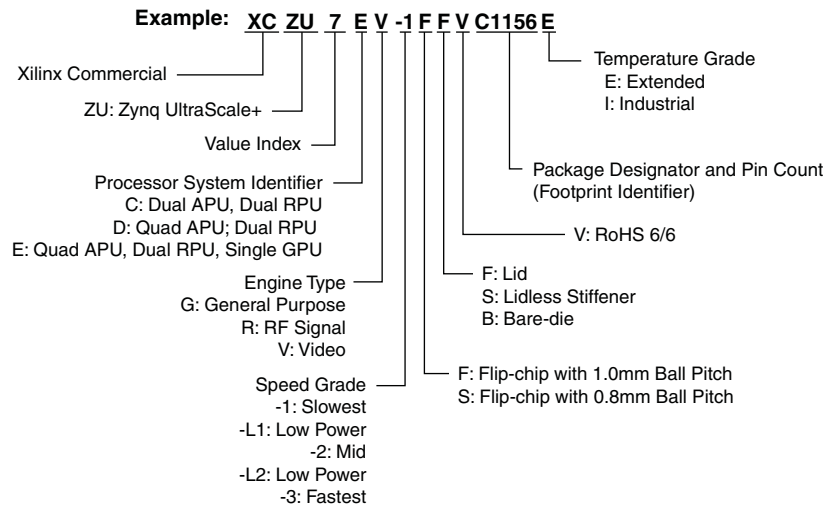 Example: XC ZU 7 E V -1 F F V C1156 E
Xilinx Commercial
ZU: Zynq UltraScale+
Value Index
Processor System Identifier
C: Dual APU, Dual RPU
D: Quad APU; Dual RPU
E: Quad APU, Dual RPU, Single GPU
Engine Type
G: General Purpose
R: RF Signal
V: Video
Speed Grade
-1: Slowest
-L1: Low Power
-2: Mid
-L2: Low Power
-3: Fastest
Temperature Grade
E: Extended
I: Industrial
Package Designator and Pin Count
(Footprint Identifier)
V: RoHS 6/6
F: Lid
S: Lidless Stiffener
B: Bare-die
F: Flip-chip with 1.0mm Ball Pitch
S: Flip-chip with 0.8mm Ball Pitch